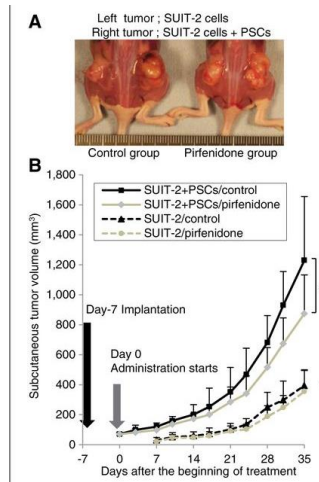 A
Left tumor ; SUIT-2 cells
Right tumor ; SUIT-2 cells + PSCs
Control group Pirfenidone group
B
1,800
1,600
1,400
1,200
1,000
800
600
400
200
0
Subcutaneous tumor volume (mm³)
SUIT-2+PSCs/control
SUIT-2+PSCs/pirfenidone
SUIT-2/control
SUIT-2/pirfenidone
Day-7 Implantation
Day 0
Administration starts
-7 0 7 14 21 28 35
Days after the beginning of treatment